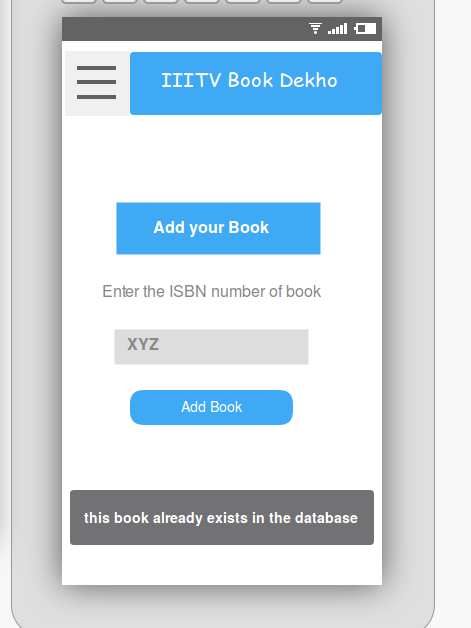 IIITV Book Dekho
Add your Book
Enter the ISBN number of book
XYZ
Add Book
this book already exists in the database